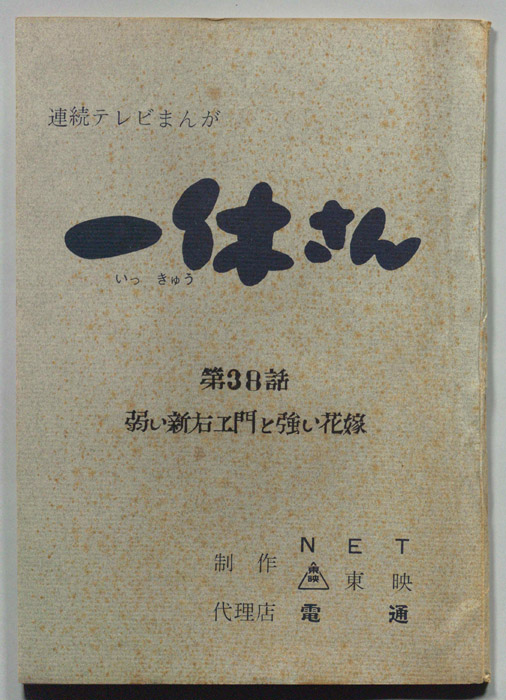 連続テレビまんが
一休さん
いっ きゅう
第38話
弱い新右ヱ門と強い花嫁
NET
制作 東映 東映
代理店 電通